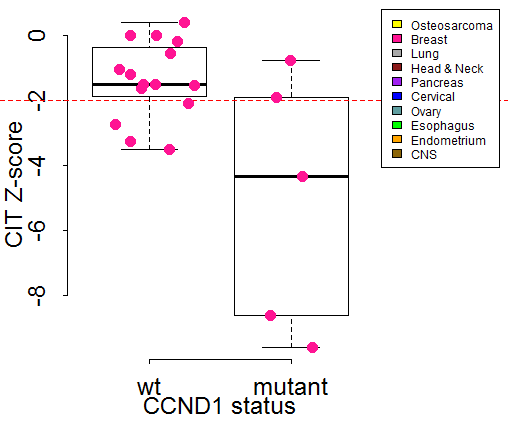 0
-2
-4
-6
-8
CIT Z-score
wt mutant
CCND1 status
Osteosarcoma
Breast
Lung
Head & Neck
Pancreas
Cervical
Ovary
Esophagus
Endometrium
CNS